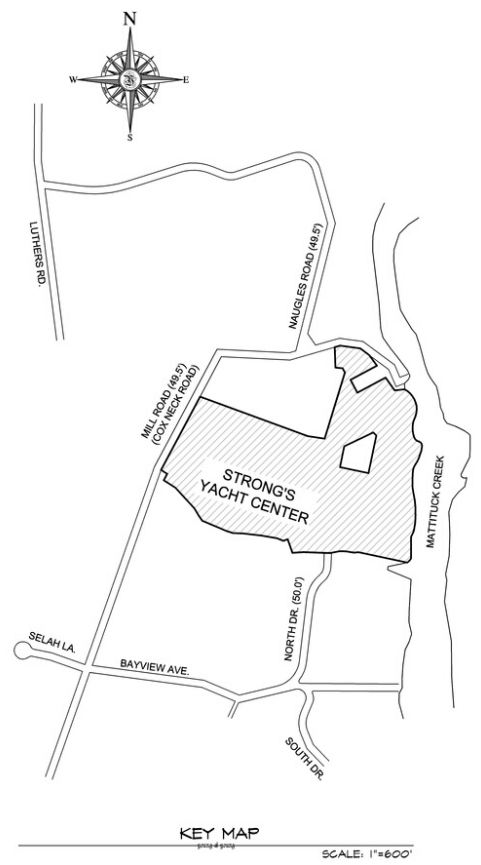 N
W
E
S
LUTHERS RD.
NAUGLES ROAD (49.5')
MILL ROAD (49.5')
(COX NECK ROAD)
STRONG'S
YACHT CENTER
MATTITUCK CREEK
NORTH DR. (50.0')
SELAH LA.
BAYVIEW AVE.
SOUTH DR.
KEY MAP
SCALE: 1"=600'